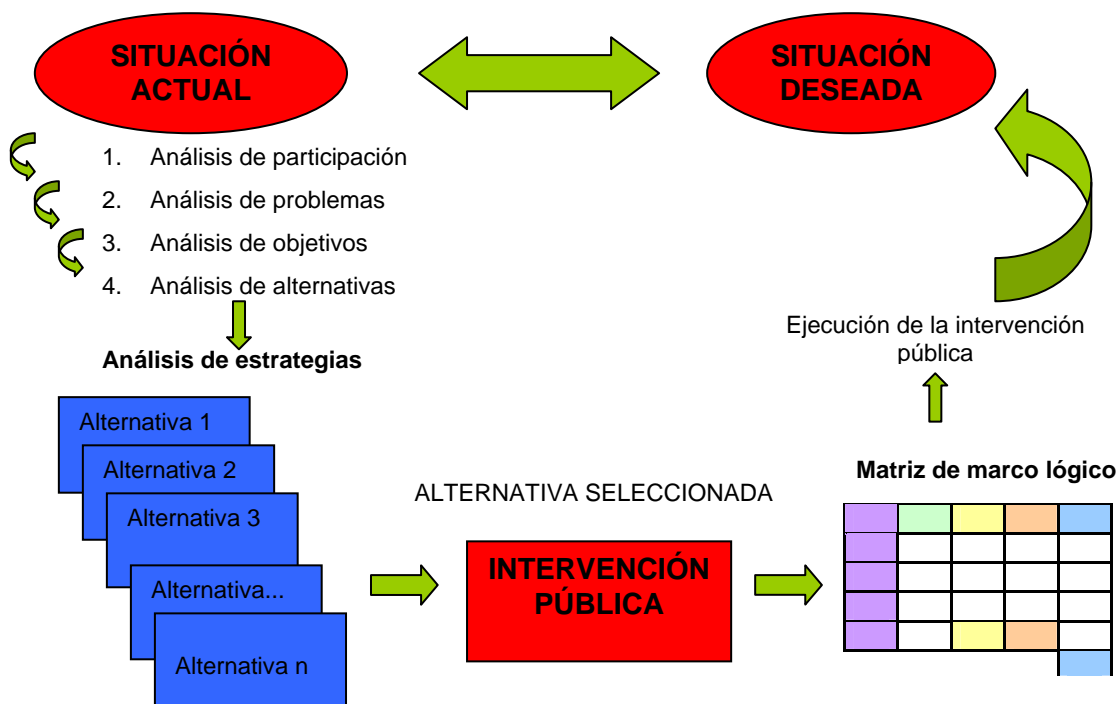 SITUACIÓN
ACTUAL
SITUACIÓN
DESEADA
1. Análisis de participación
2. Análisis de problemas
3. Análisis de objetivos
4. Análisis de alternativas
Análisis de estrategias
Alternativa 1
Alternativa 2
Alternativa 3
Alternativa...
Alternativa n
ALTERNATIVA SELECCIONADA
INTERVENCIÓN
PÚBLICA
Matriz de marco lógico
Ejecución de la intervención
pública